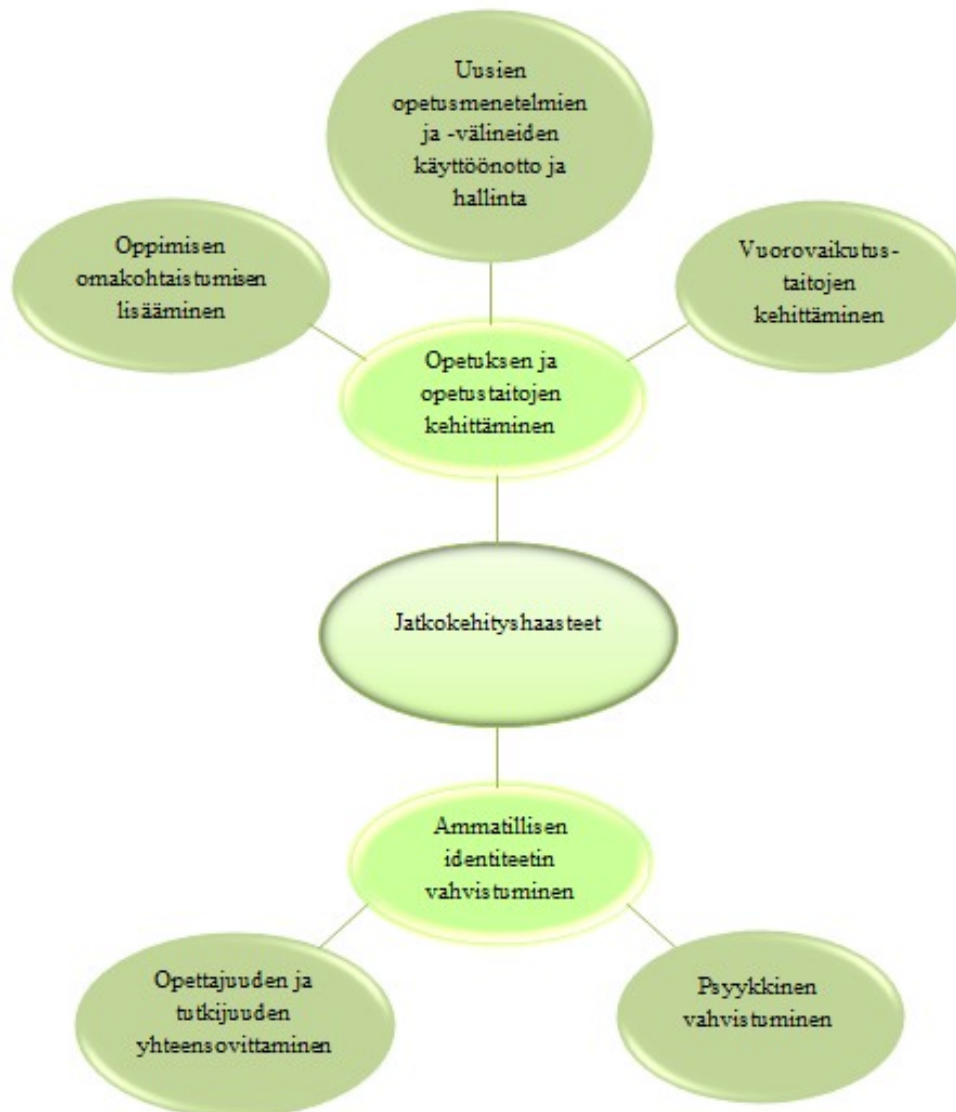 Uusien
opetusmenetelmien
ja -välineiden
käyttöönotto ja
hallinta
Oppimisen
omakohtaistumisen
lisääminen
Vuorovaikutus-
taitojen
kehittäminen
Opetuksen ja
opetustaitojen
kehittäminen
Jatkokehityshaasteet
Ammatillisen
identiteetin
vahvistuminen
Opettajuuden ja
tutkijuuden
yhteensovittaminen
Psyykkinen
vahvistuminen